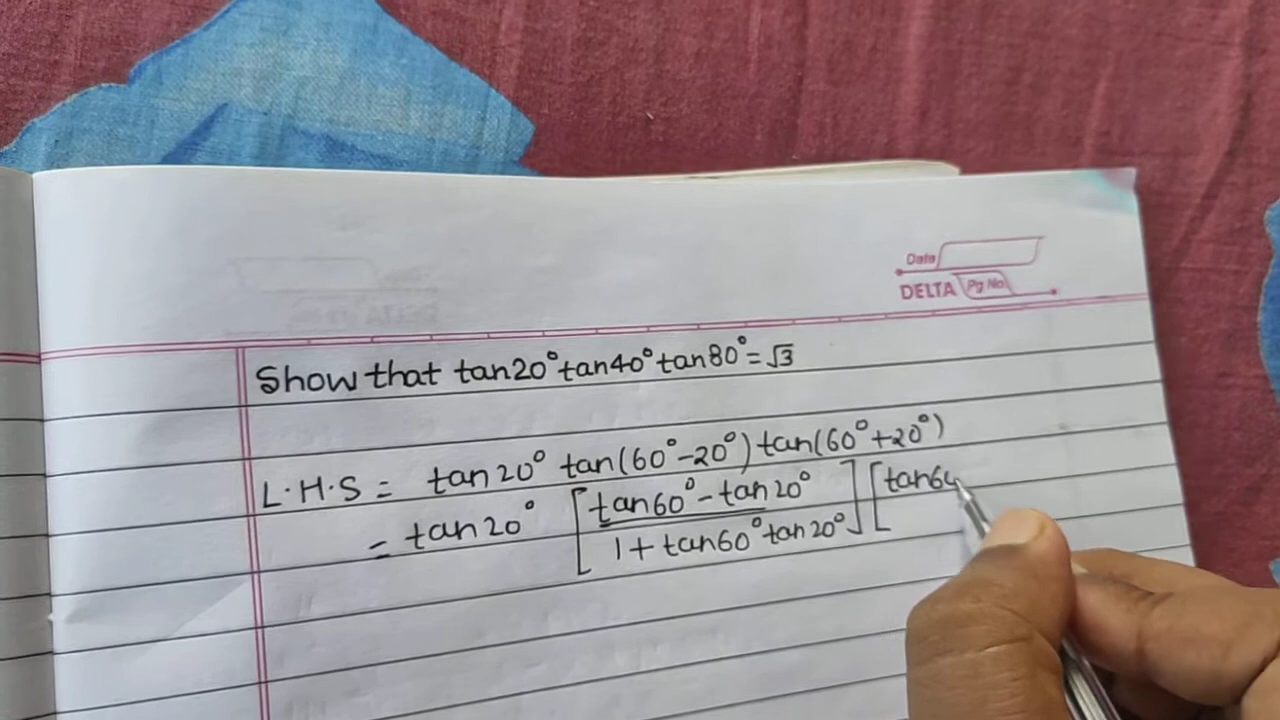 Date
DELTA Pg No
Show that tan20°tan40°tan80°=√3
L.H.S = tan20° tan(60°-20°) tan(60°+20°)
= tan20° [tan60°-tan20° / 1+tan60°tan20°] [tan6